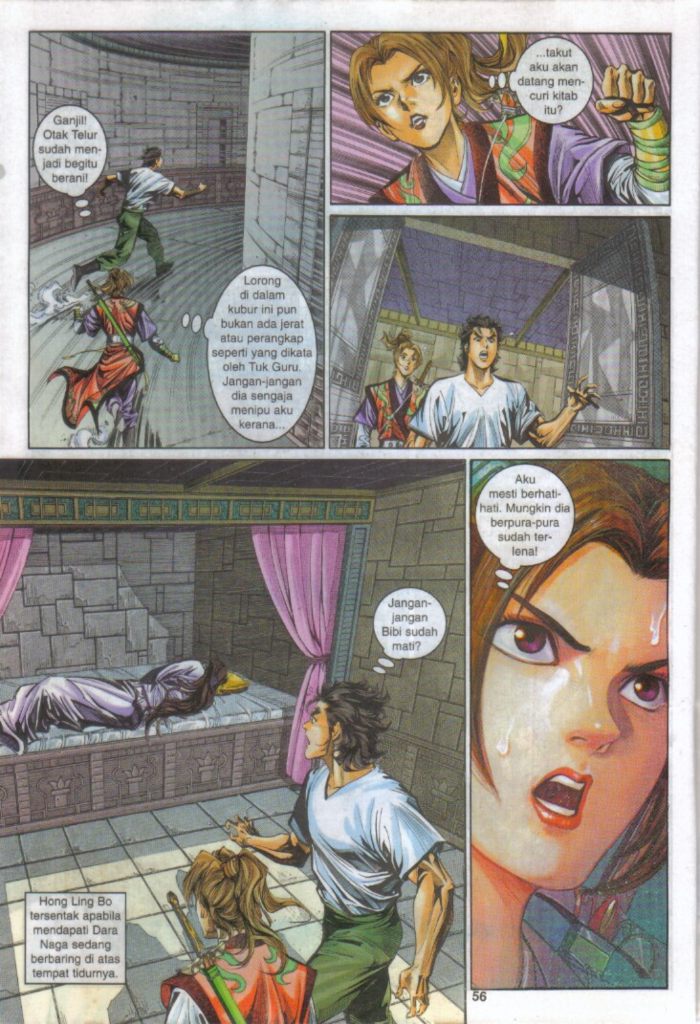 Ganjil!
Otak Telur
sudah men-
jadi begitu
berani!
Lorong
di dalam
kubur ini pun
bukan ada jerat
atau perangkap
seperti yang dikata
oleh Tuk Guru.
Jangan-jangan
dia sengaja
menipu aku
kerana...
...takut
aku akan
datang men-
curi kitab
itu?
Jangan-
jangan
Bibi sudah
mati?
Hong Ling Bo
tersentak apabila
mendapati Dara
Naga sedang
berbaring di atas
tempat tidurnya.
Aku
mesti berhati-
hati. Mungkin dia
berpura-pura
sudah ter-
lena!
56